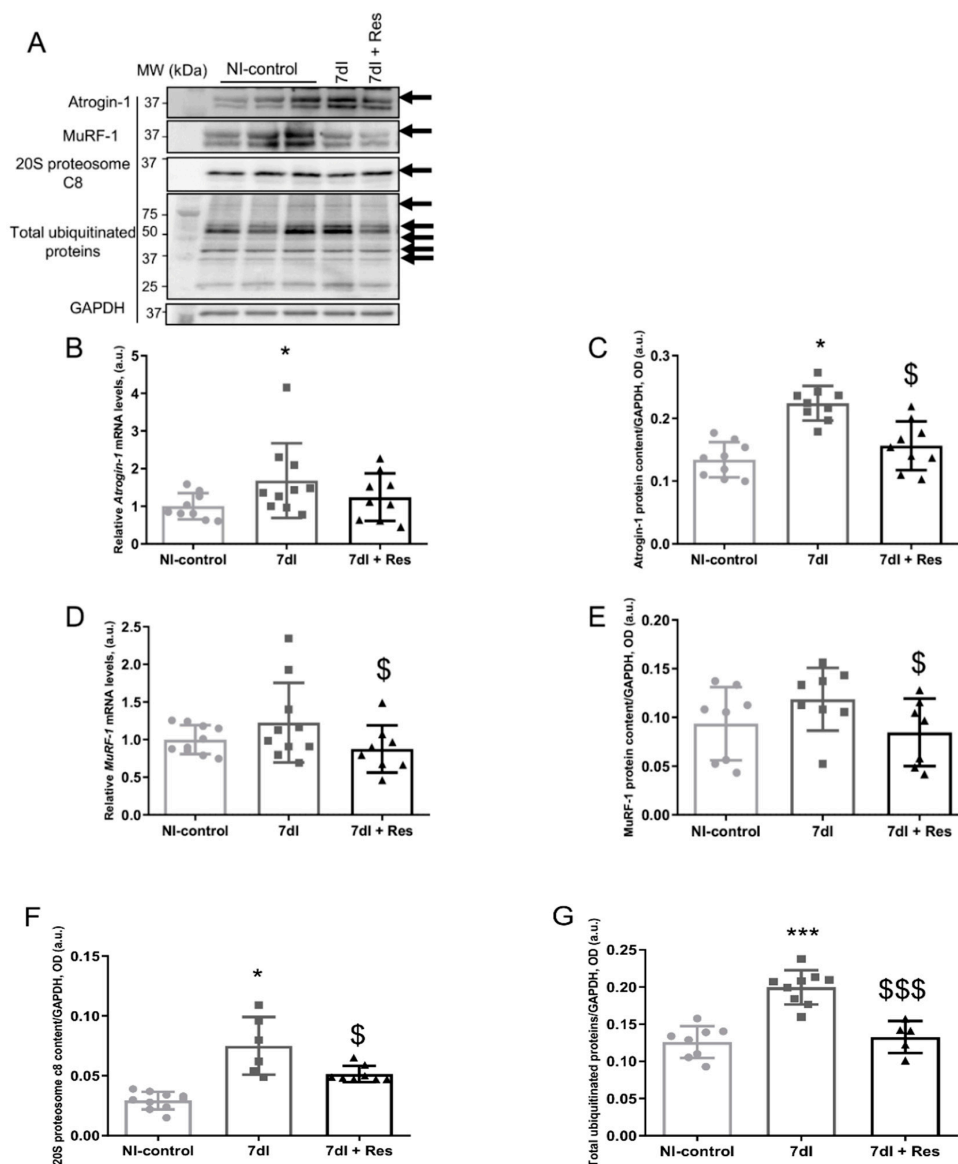 A
MW (kDa)
NI-control
7dI
7dI + Res
Atrogin-1
37
MuRF-1
37
20S proteosome
C8
37
Total ubiquitinated
proteins
75
50
37
25
GAPDH
37
B
Relative Atrogin-1 mRNA levels, (a.u.)
5
4
3
2
1
0
*
NI-control 7dI 7dI + Res
C
Atrogin-1 protein content/GAPDH, OD (a.u.)
0.3
0.2
0.1
0.0
*
$
NI-control 7dI 7dI + Res
D
Relative MuRF-1 mRNA levels, (a.u.)
2.5
2.0
1.5
1.0
0.5
0.0
$
NI-control 7dI 7dI + Res
E
MuRF-1 protein content/GAPDH, OD (a.u.)
0.20
0.15
0.10
0.05
0.00
$
NI-control 7dI 7dI + Res
F
20S proteosome c8 content/GAPDH, OD (a.u.)
0.15
0.10
0.05
0.00
*
$
NI-control 7dI 7dI + Res
G
Total ubiquitinated proteins/GAPDH, OD (a.u.)
0.25
0.20
0.15
0.10
0.05
0.00
***
$$$
NI-control 7dI 7dI + Res